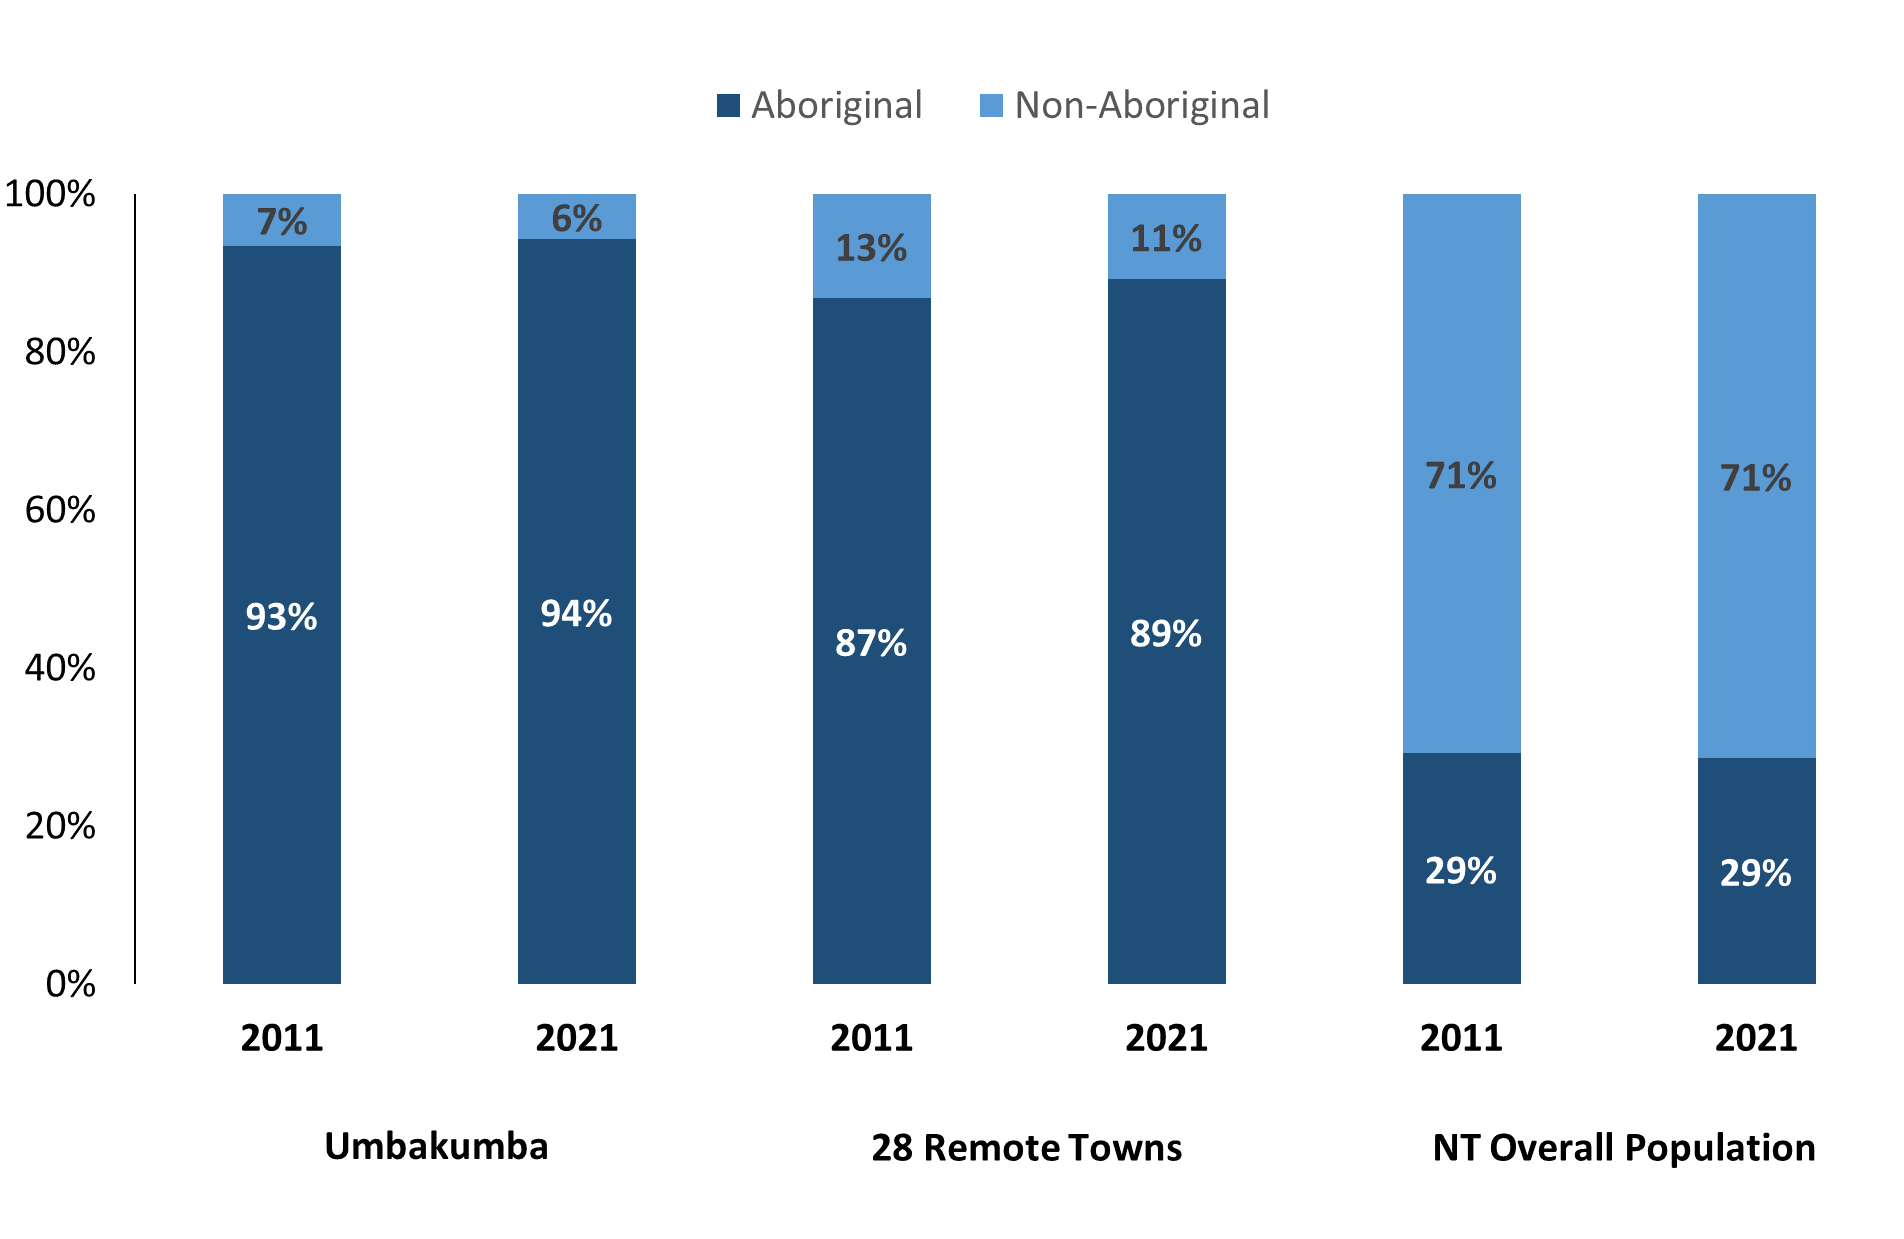 Aboriginal Non-Aboriginal
100%
80%
60%
40%
20%
0%
7% 6% 13% 11% 71% 71%
93% 94% 87% 89% 29% 29%
2011 2021 2011 2021 2011 2021
Umbakumba 28 Remote Towns NT Overall Population